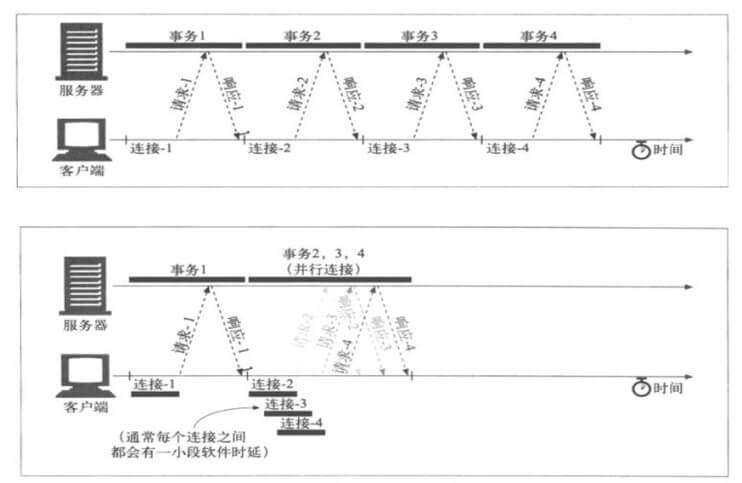 事务1 事务2 事务3 事务4
服务器
请求-1 响应-1 请求-2 响应-2 请求-3 响应-3 请求-4 响应-4
连接-1 连接-2 连接-3 连接-4 时间
客户端
事务2，3，4
事务1 （并行连接）
服务器
请求-1 响应-1 请求-2 请求-3 请求-4 响应-4
连接-1 连接-2 时间
客户端
连接-3
（通常每个连接之间 连接-4
都会有一小段软件时延）